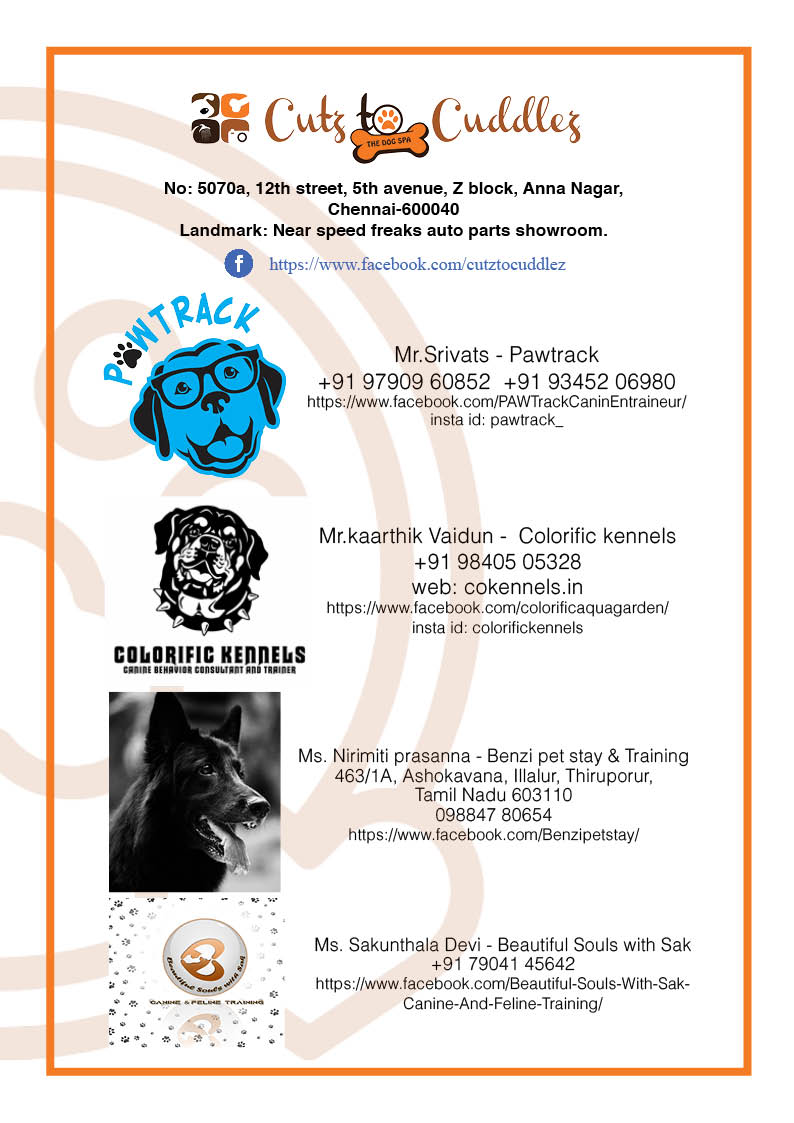 Cutz to Cuddlez
THE DOG SPA
No: 5070a, 12th street, 5th avenue, Z block, Anna Nagar,
Chennai-600040
Landmark: Near speed freaks auto parts showroom.
f https://www.facebook.com/cutztocuddlez
PAWTRACK
Mr.Srivats - Pawtrack
+91 97909 60852 +91 93452 06980
https://www.facebook.com/PAWTrackCaninEntraineur/
insta id: pawtrack_
Mr.kaarthik Vaidun - Colorific kennels
+91 98405 05328
web: cokennels.in
https://www.facebook.com/colorificaquagarden/
insta id: colorifickennels
COLORIFIC KENNELS
CANINE BEHAVIOR CONSULTANT AND TRAINER
Ms. Nirimiti prasanna - Benzi pet stay & Training
463/1A, Ashokavana, Illalur, Thiruporur,
Tamil Nadu 603110
098847 80654
https://www.facebook.com/Benzipetstay/
Beautiful Souls with Sak
CANINE & FELINE TRAINING
Ms. Sakunthala Devi - Beautiful Souls with Sak
+91 79041 45642
https://www.facebook.com/Beautiful-Souls-With-Sak-
Canine-And-Feline-Training/